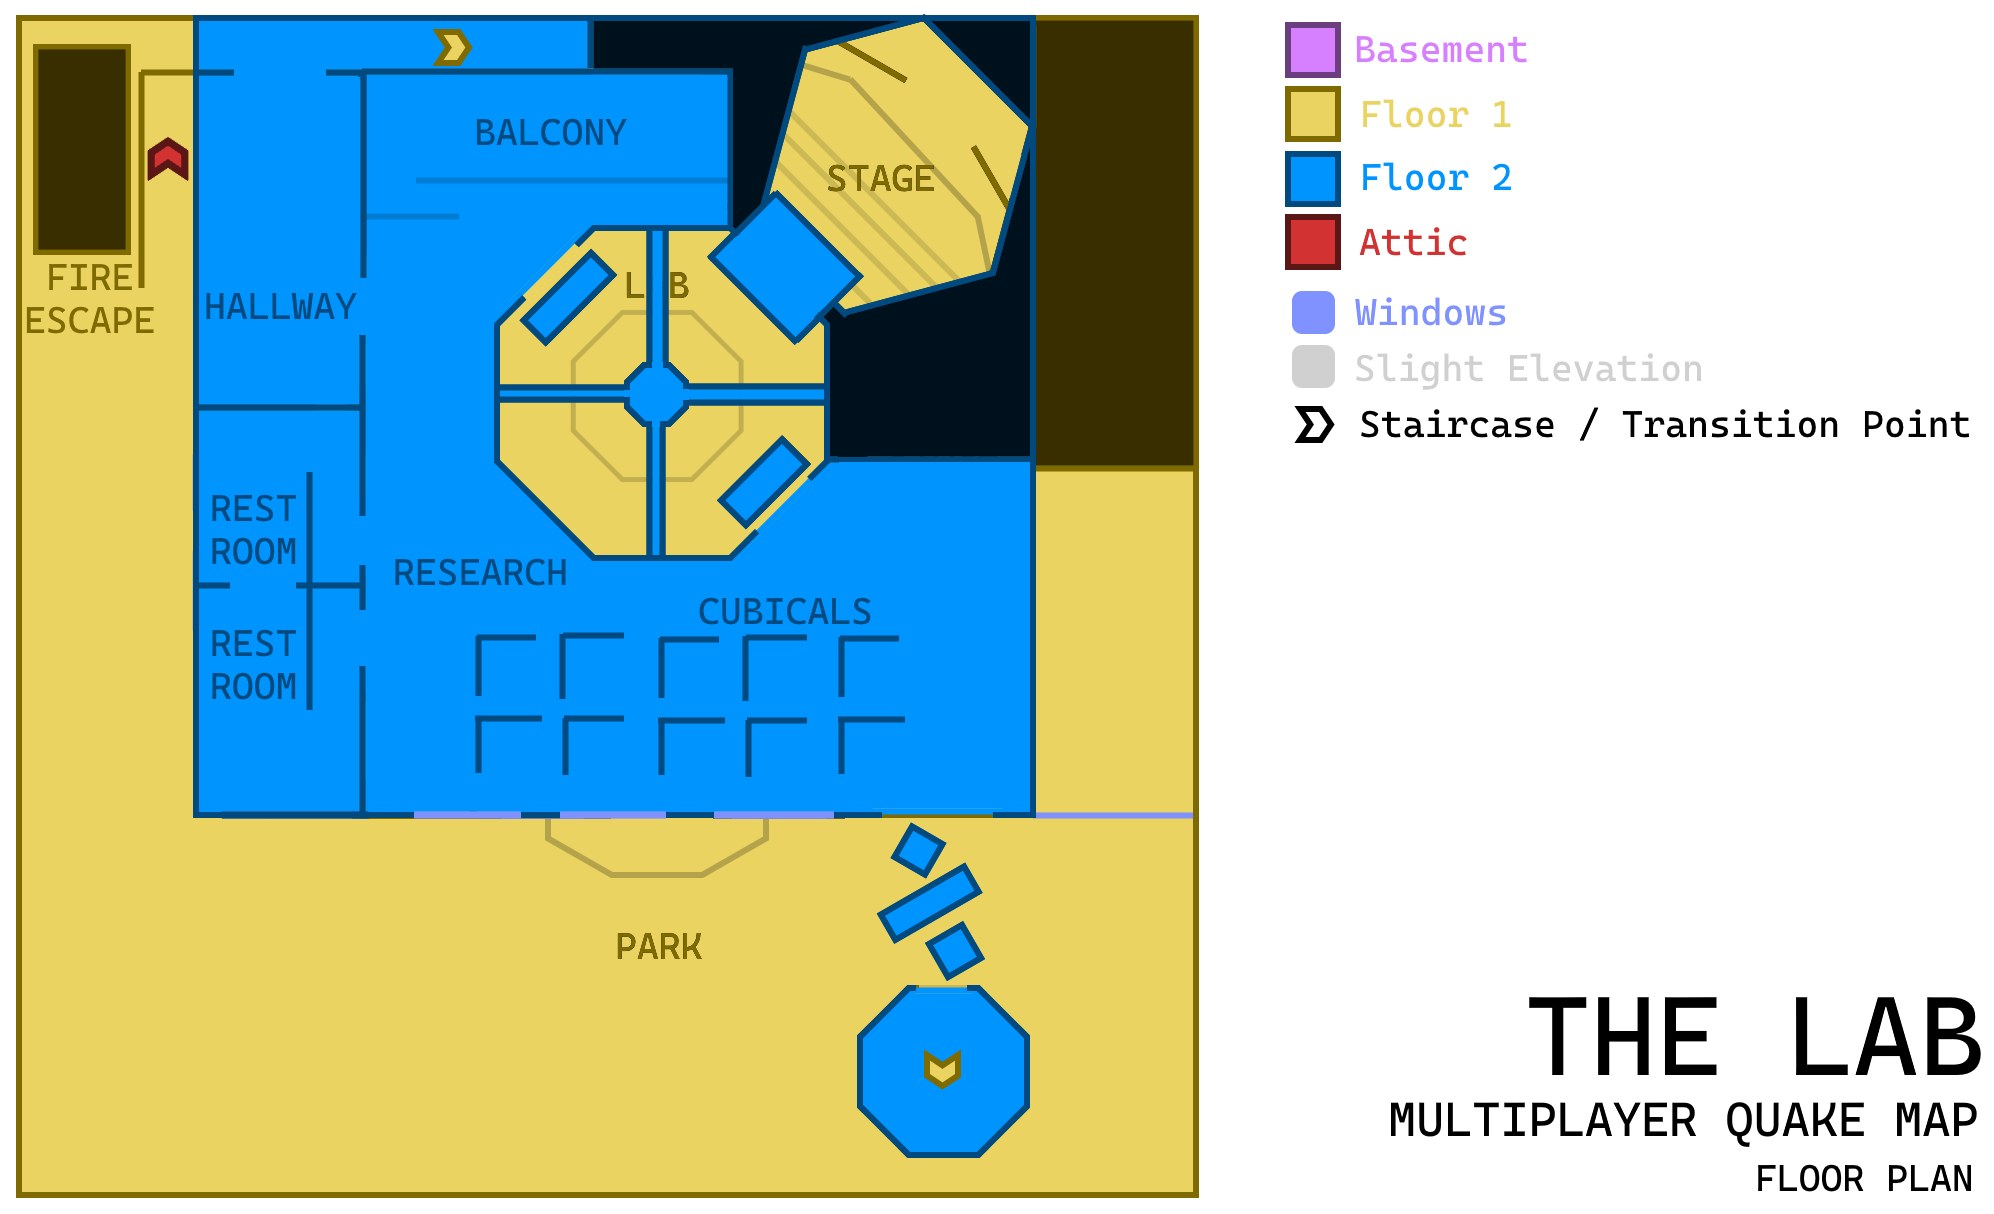 BALCONY
STAGE
FIRE
ESCAPE
HALLWAY
L B
REST
ROOM
RESEARCH
CUBICALS
REST
ROOM
PARK
Basement
Floor 1
Floor 2
Attic
Windows
Slight Elevation
Staircase / Transition Point
THE LAB
MULTIPLAYER QUAKE MAP
FLOOR PLAN